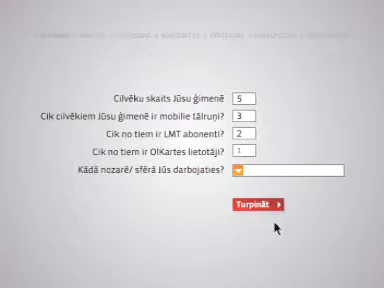 Cilvēku skaits Jūsu ģimenē 5
Cik cilvēkiem Jūsu ģimenē ir mobilie tālruņi? 3
Cik no tiem ir LMT abonenti? 2
Cik no tiem ir O!Kartes lietotāji? 1
Kādā nozarē/ sfērā Jūs darbojaties?
Turpināt